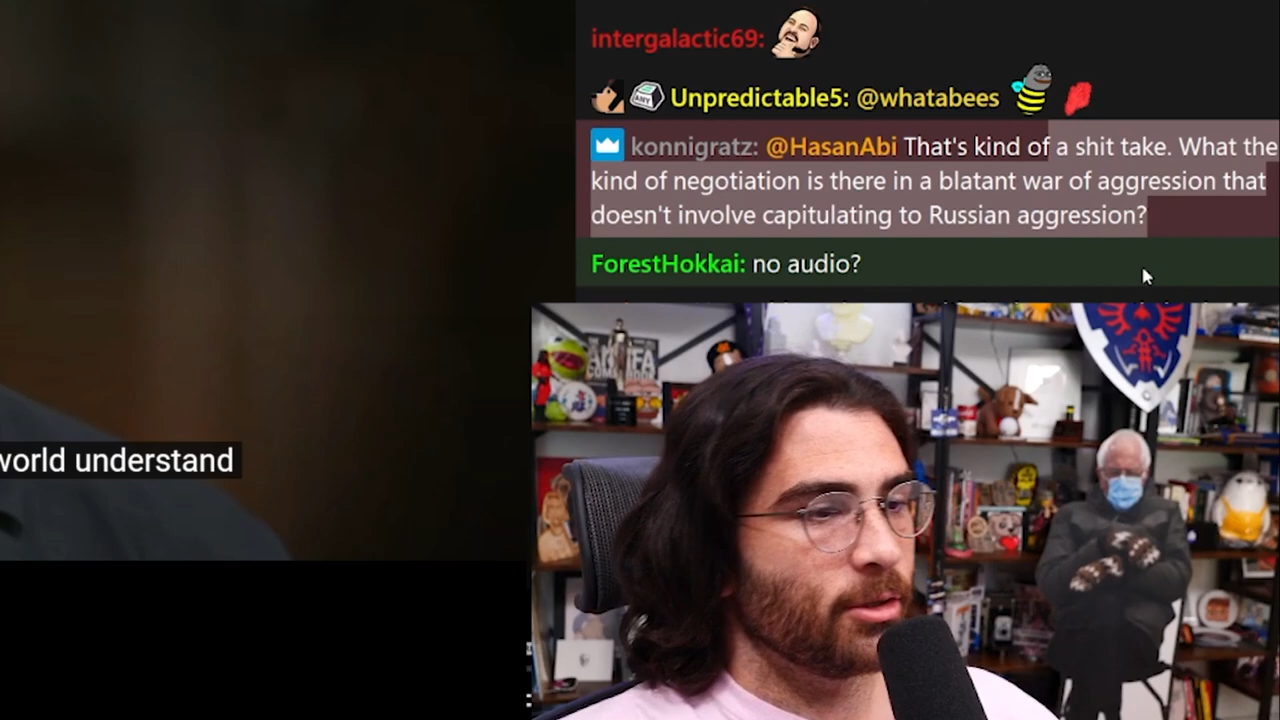 intergalactic69:
Unpredictable5: @whatabees
konnigratz: @HasanAbi That's kind of a shit take. What the
kind of negotiation is there in a blatant war of aggression that
doesn't involve capitulating to Russian aggression?
ForestHokkai: no audio?
world understand